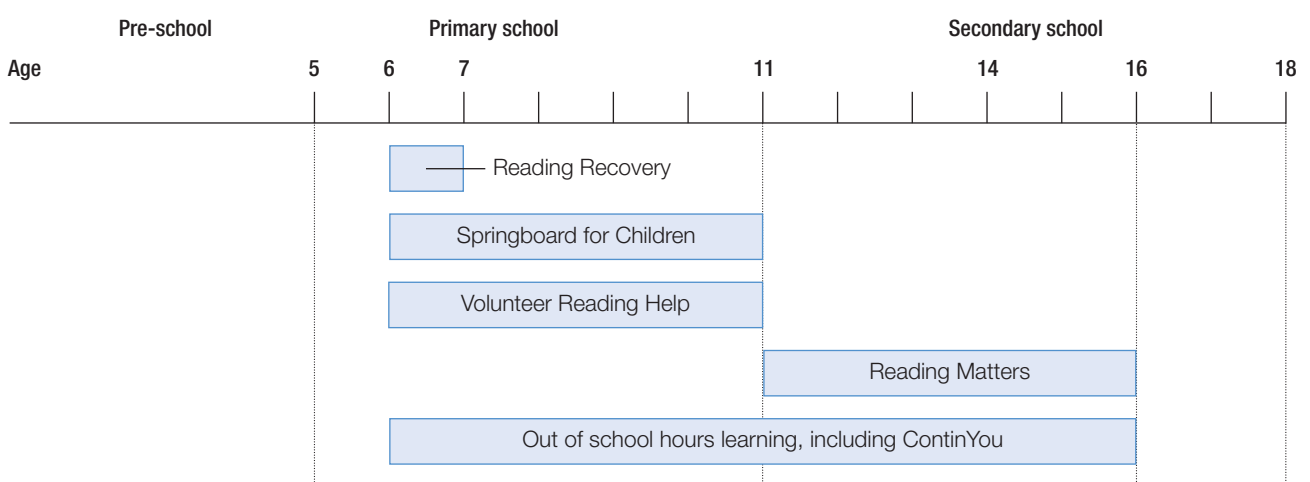 Pre-school Primary school Secondary school
Age 5 6 7 11 14 16 18
Reading Recovery
Springboard for Children
Volunteer Reading Help
Reading Matters
Out of school hours learning, including ContinYou